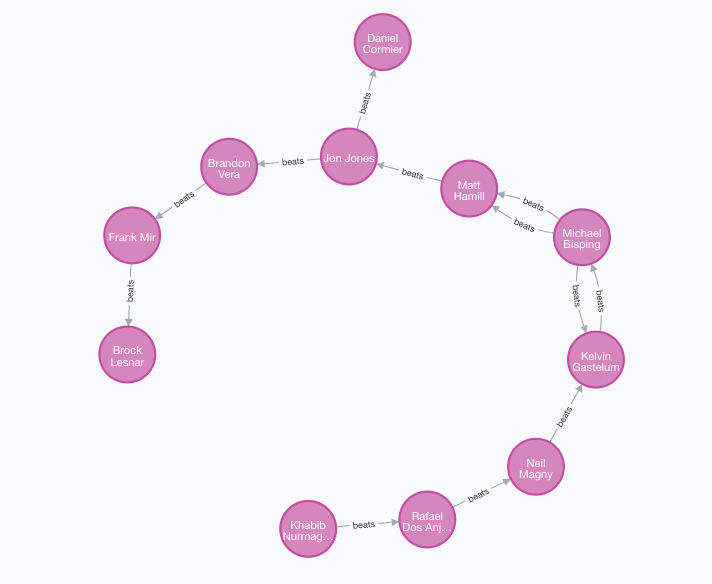 Daniel
Cormier
beats
Brandon
Vera
beats
Jon Jones
beats
Matt
Hamill
beats
beats
Michael
Bisping
beats
Frank Mir
beats
beats
beats
Brock
Lesnar
Kelvin
Gastelum
beats
Neil
Magny
beats
Rafael
Dos Anj...
beats
Khabib
Nurmag...